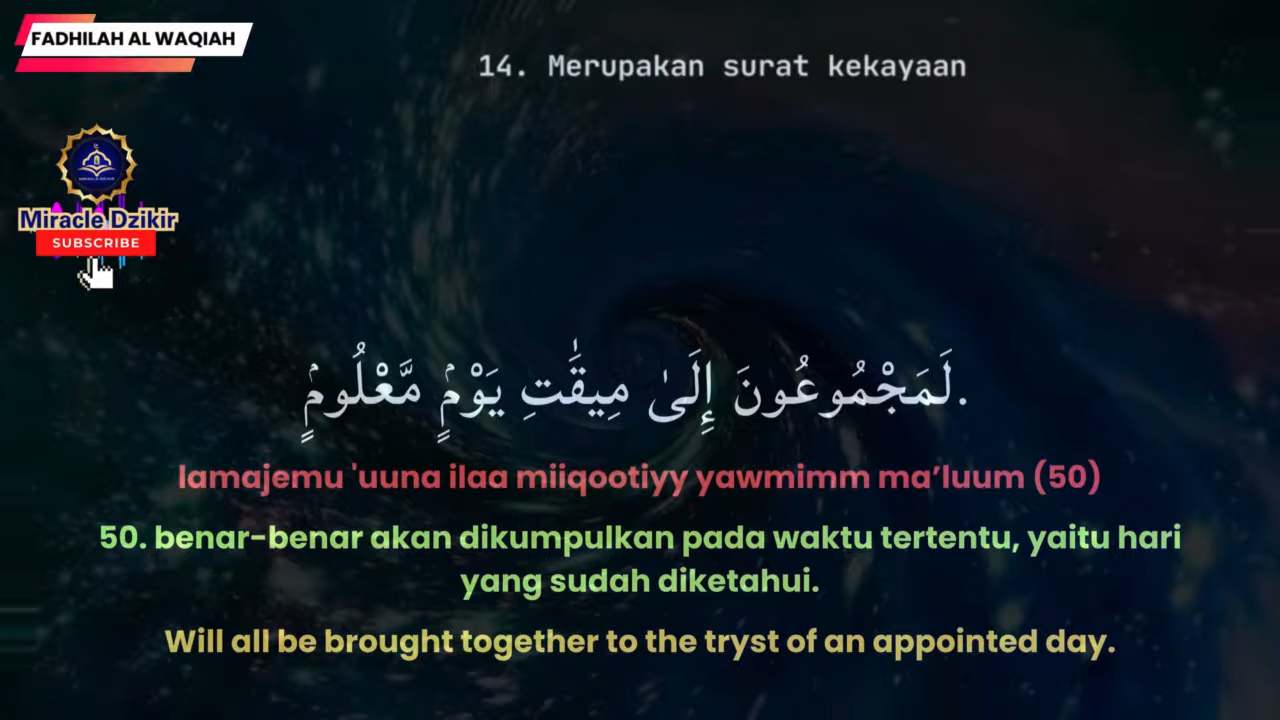 FADHILAH AL WAQIAH
14. Merupakan surat kekayaan
Miracle Dzikir
SUBSCRIBE
لَمَجْمُوعُونَ إِلَىٰ مِيقَٰتِ يَوْمٍۢ مَّعْلُومٍۢ.
lamajemu 'uuna ilaa miiqootiyy yawmimm ma’luum (50)
50. benar-benar akan dikumpulkan pada waktu tertentu, yaitu hari
yang sudah diketahui.
Will all be brought together to the tryst of an appointed day.